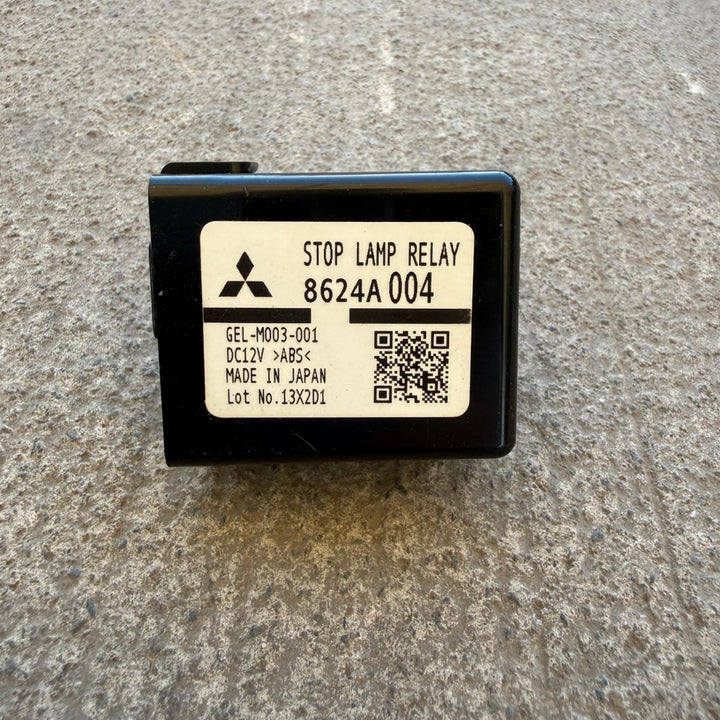 STOP LAMP RELAY
8624A 004
GEL-M003-001
DC12V >ABS<
MADE IN JAPAN
Lot No.13X2D1